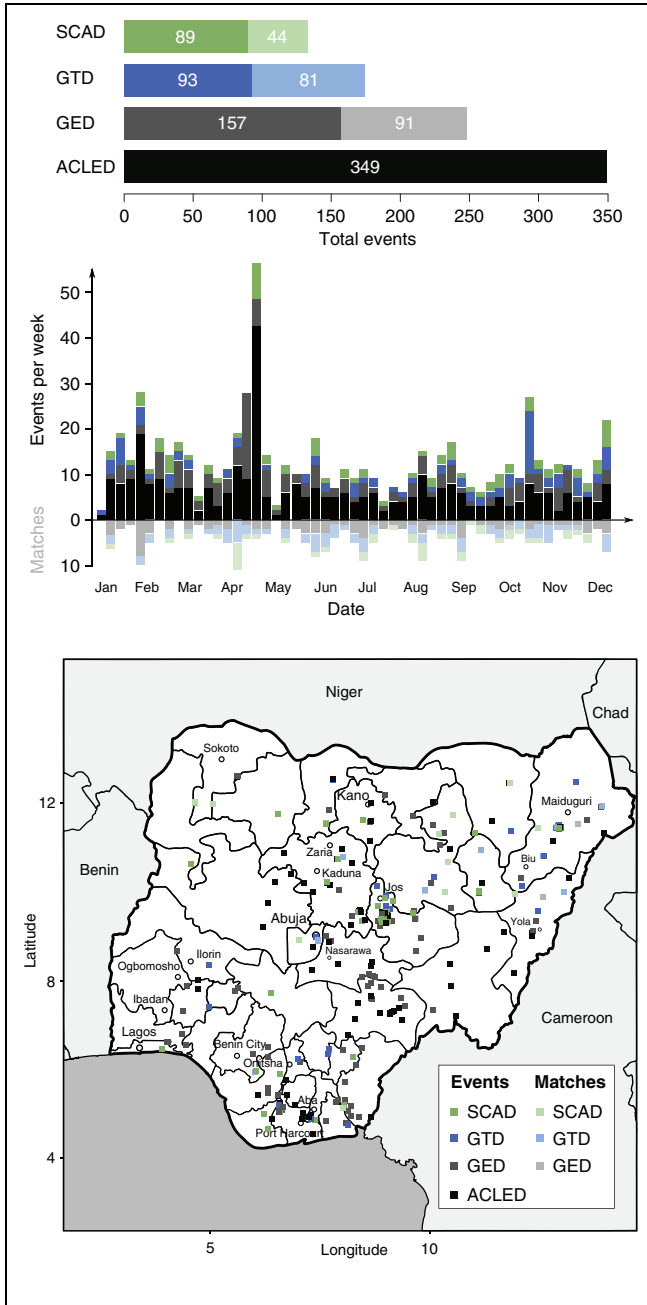 SCAD 89 44
GTD 93 81
GED 157 91
ACLED 349
0 50 100 150 200 250 300 350
Total events
50
40
30
20
10
0
10
Events per week
Matches
Jan Feb Mar Apr May Jun Jul Aug Sep Oct Nov Dec
Date
Niger
Chad
Sokoto
12
Kano
Maiduguri
Benin
Zaria
Biu
Kaduna
Jos
Abuja
Yola
Latitude
Nasarawa
Ilorin
8
Ogbomosho
Ibadan
Cameroon
Lagos
Benin City
Onitsha
Aba
Port Harcourt
4
Events Matches
SCAD SCAD
GTD GTD
GED GED
ACLED
5 10
Longitude